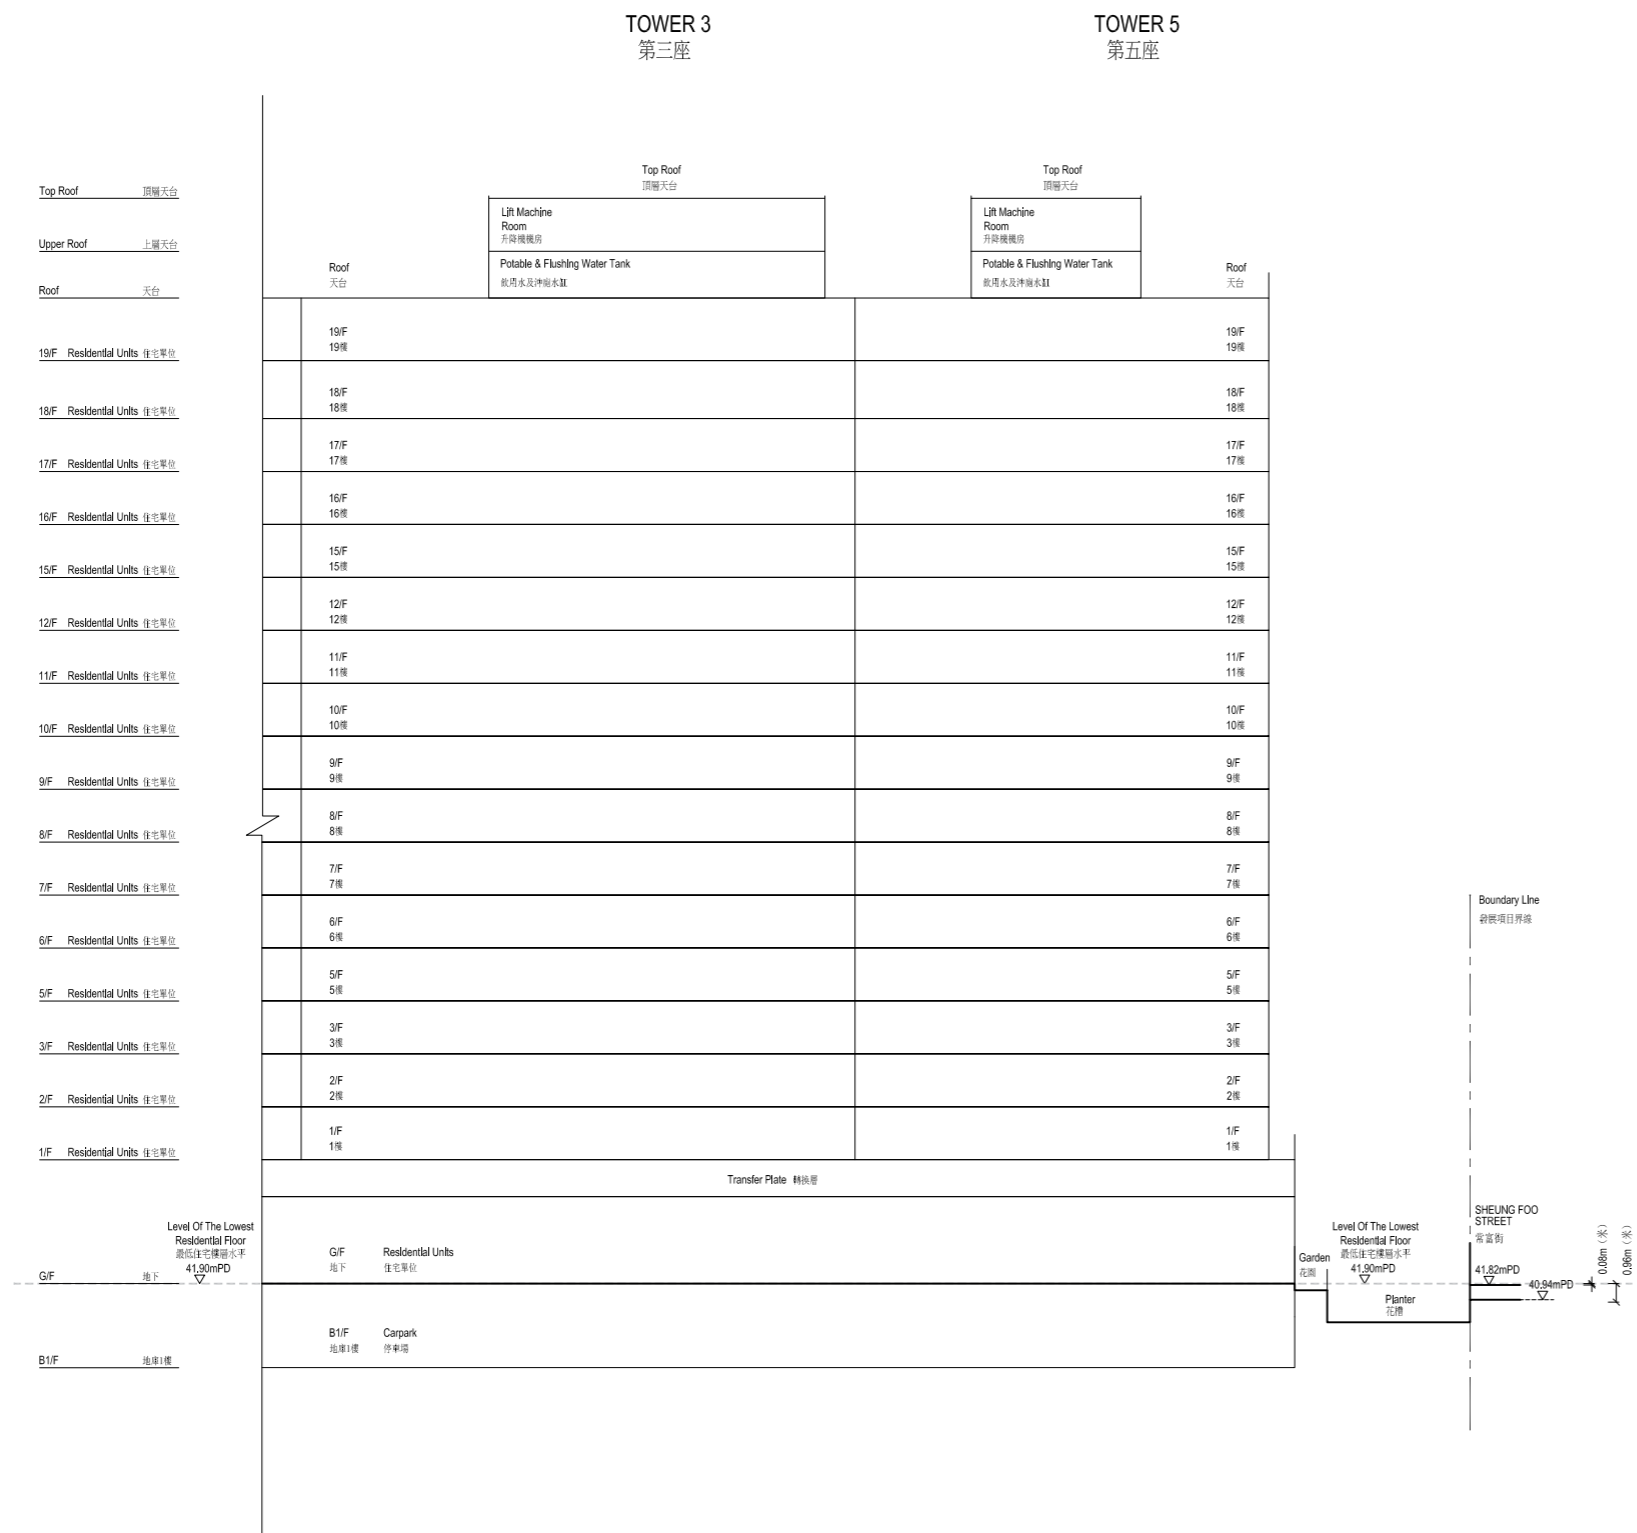 TOWER 3
第三座
TOWER 5
第五座
Top Roof 頂層天台
Upper Roof 上層天台
Roof 天台
19/F Residential Units 住宅單位
18/F Residential Units 住宅單位
17/F Residential Units 住宅單位
16/F Residential Units 住宅單位
15/F Residential Units 住宅單位
12/F Residential Units 住宅單位
11/F Residential Units 住宅單位
10/F Residential Units 住宅單位
9/F Residential Units 住宅單位
8/F Residential Units 住宅單位
7/F Residential Units 住宅單位
6/F Residential Units 住宅單位
5/F Residential Units 住宅單位
3/F Residential Units 住宅單位
2/F Residential Units 住宅單位
1/F Residential Units 住宅單位
Level Of The Lowest
Residential Floor
最低住宅樓層水平
41.90mPD
G/F 地下
B1/F 地庫1樓
Top Roof
頂層天台
Lift Machine
Room
升降機機房
Potable & Flushing Water Tank
飲用水及沖廁水缸
Roof
天台
19/F
19樓
18/F
18樓
17/F
17樓
16/F
16樓
15/F
15樓
12/F
12樓
11/F
11樓
10/F
10樓
9/F
9樓
8/F
8樓
7/F
7樓
6/F
6樓
5/F
5樓
3/F
3樓
2/F
2樓
1/F
1樓
Top Roof
頂層天台
Lift Machine
Room
升降機機房
Potable & Flushing Water Tank
飲用水及沖廁水缸
Roof
天台
19/F
19樓
18/F
18樓
17/F
17樓
16/F
16樓
15/F
15樓
12/F
12樓
11/F
11樓
10/F
10樓
9/F
9樓
8/F
8樓
7/F
7樓
6/F
6樓
5/F
5樓
3/F
3樓
2/F
2樓
1/F
1樓
Transfer Plate 轉換層
G/F Residential Units
地下 住宅單位
B1/F Carpark
地庫1樓 停車場
Garden
花園
Level Of The Lowest
Residential Floor
最低住宅樓層水平
41.90mPD
Planter
花槽
Boundary Line
發展項目界線
SHEUNG FOO
STREET
常富街
41.82mPD
40.94mPD
0.08m (米)
0.96m (米)